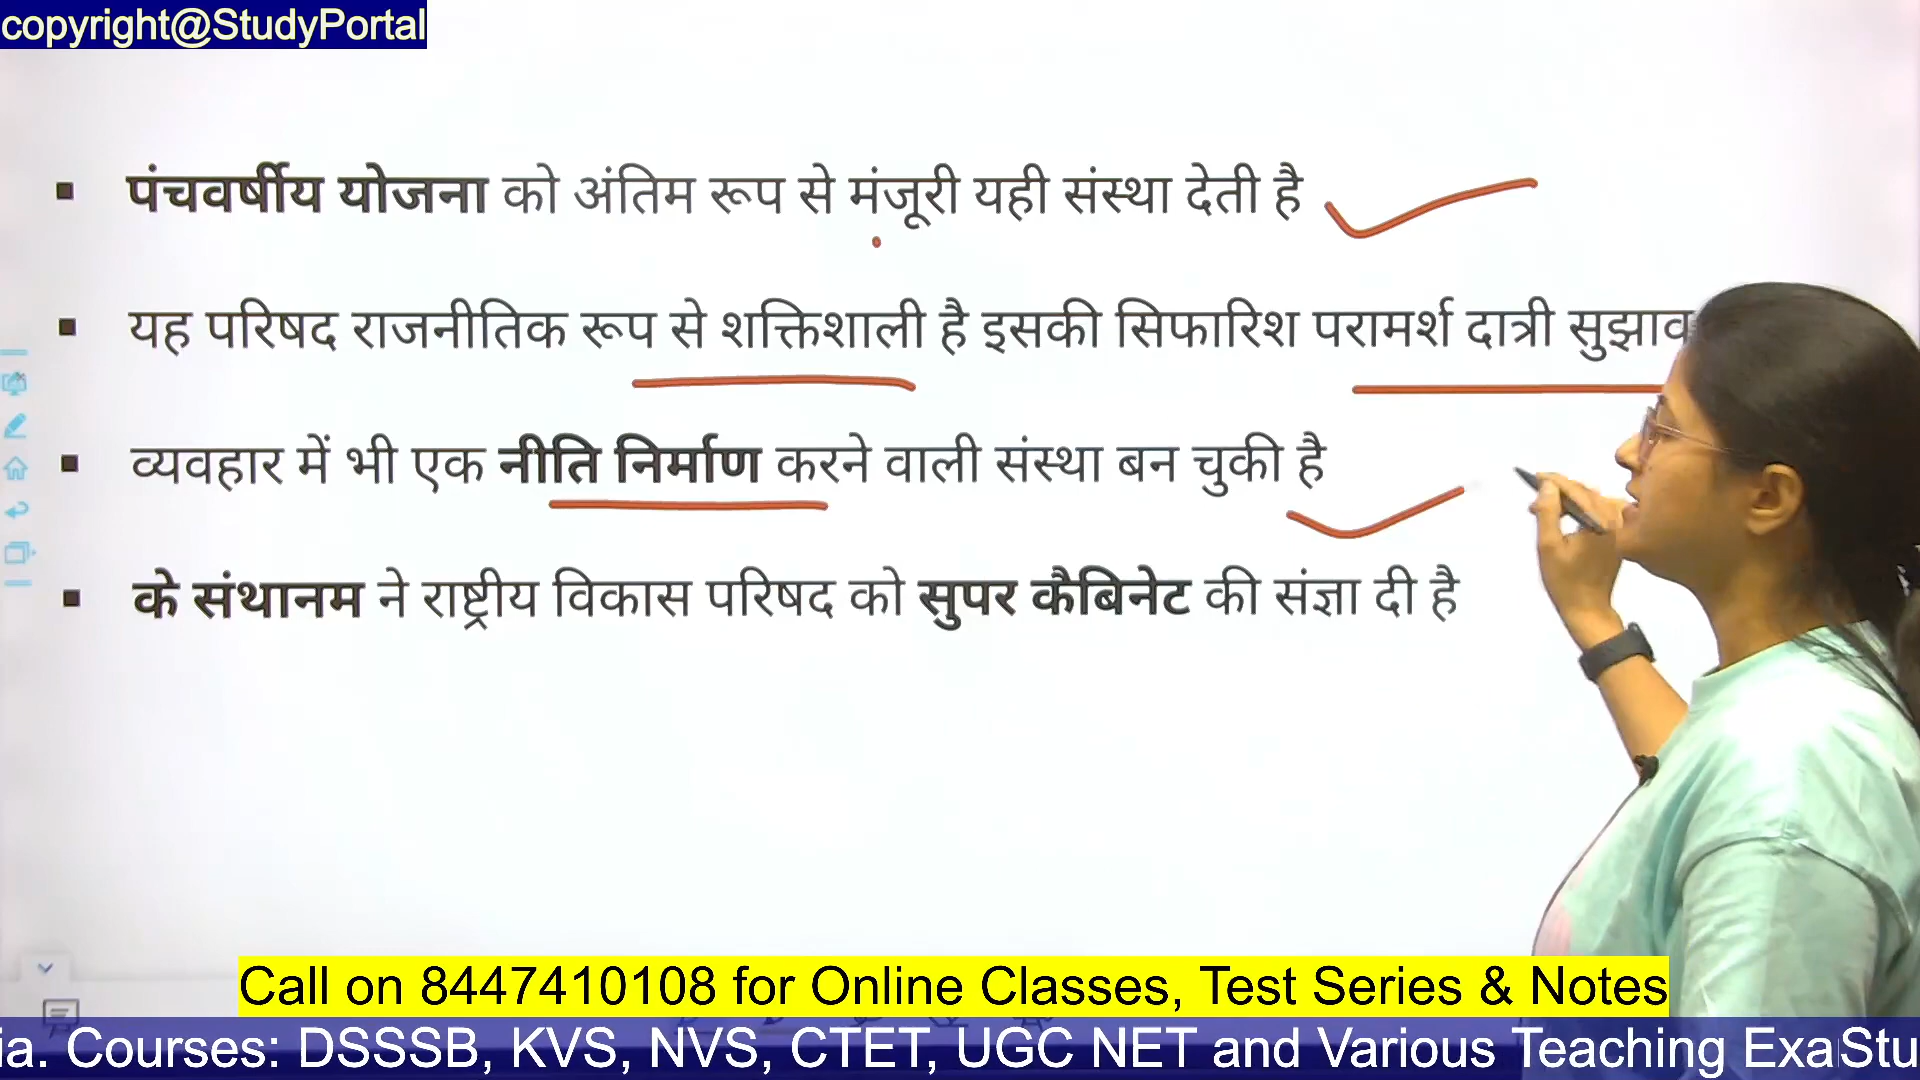 copyright@StudyPortal
पंचवर्षीय योजना को अंतिम रूप से मंजूरी यही संस्था देती है
यह परिषद राजनीतिक रूप से शक्तिशाली है इसकी सिफारिश परामर्श दात्री सुझाव
व्यवहार में भी एक नीति निर्माण करने वाली संस्था बन चुकी है
के संथानम ने राष्ट्रीय विकास परिषद को सुपर कैबिनेट की संज्ञा दी है
Call on 8447410108 for Online Classes, Test Series & Notes
ia. Courses: DSSSB, KVS, NVS, CTET, UGC NET and Various Teaching Exa Stu